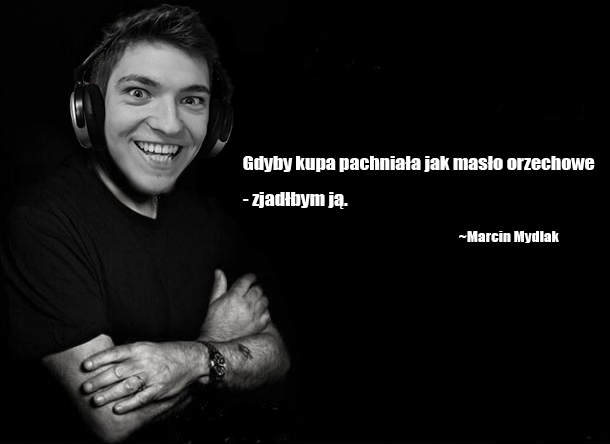 Gdyby kupa pachniała jak masło orzechowe
- zjadłbym ją.
~Marcin Mydlak